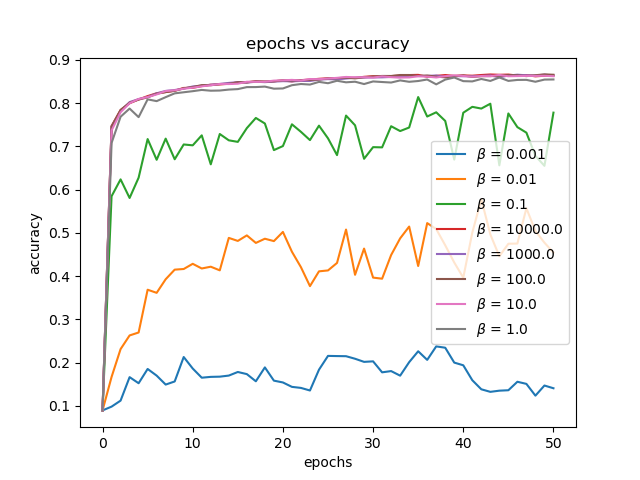 epochs vs accuracy
accuracy
0.9
0.8
0.7
0.6
0.5
0.4
0.3
0.2
0.1
β = 0.001
β = 0.01
β = 0.1
β = 10000.0
β = 1000.0
β = 100.0
β = 10.0
β = 1.0
0 10 20 30 40 50
epochs